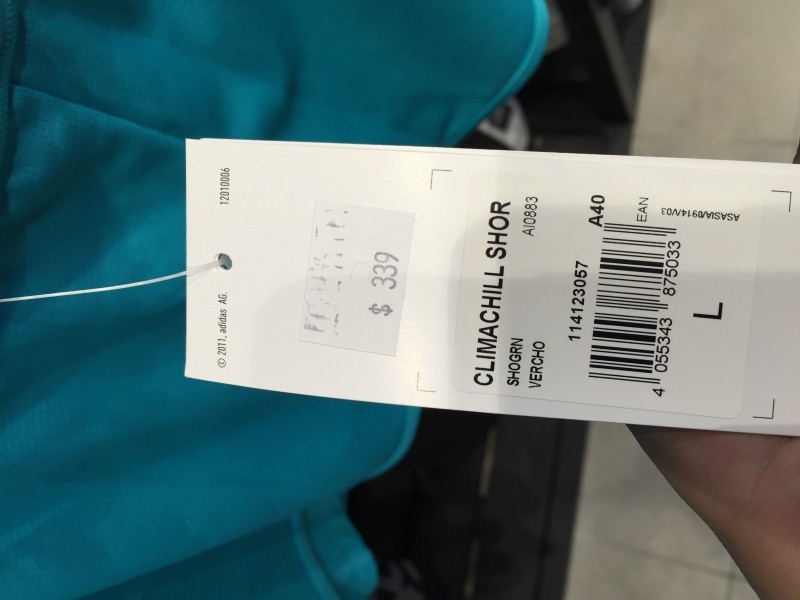 © 2011, adidas AG.
12010006
$ 339
CLIMACHILL SHOR
SHOGRN
AI0883
VERCHO
114123057
A40
EAN
4 055343 875033
L
ASASIA/0914/V03